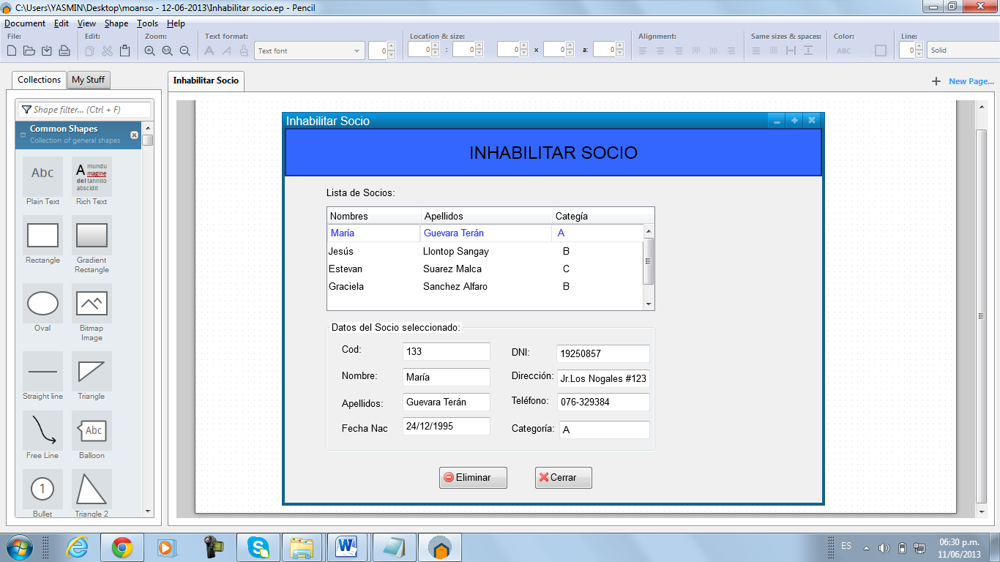 C:\Users\YASMIN\Desktop\moanso - 12-06-2013\Inhabilitar socio.ep - Pencil
Document Edit View Shape Tools Help
File: Edit: Zoom: Text format: Location & size: Alignment: Same sizes & spaces: Color: Line:
Text font 0 0 : 0 0 x 0 a: 0 ABC 0 Solid
Collections My Stuff
Inhabilitar Socio
New Page...
Shape filter... (Ctrl + F)
Common Shapes
Collection of general shapes
Abc
Plain Text
A mundu
magine
del tannito
abscidit
Rich Text
Rectangle
Gradient
Rectangle
Oval
Bitmap
Image
Straight line
Triangle
Free Line
Abc
Balloon
1
Bullet
Triangle 2
Inhabilitar Socio
INHABILITAR SOCIO
Lista de Socios:
Nombres Apellidos Categía
María Guevara Terán A
Jesús Llontop Sangay B
Estevan Suarez Malca C
Graciela Sanchez Alfaro B
Datos del Socio seleccionado:
Cod: 133 DNI: 19250857
Nombre: María Dirección: Jr.Los Nogales #123
Apellidos: Guevara Terán Teléfono: 076-329384
Fecha Nac 24/12/1995 Categoría: A
Eliminar Cerrar
ES 06:30 p.m.
11/06/2013